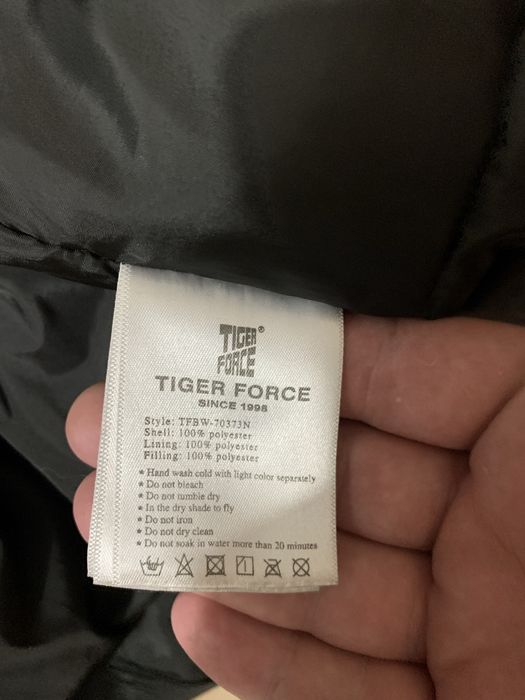 TIGER®
FORCE
TIGER FORCE
SINCE 1998
Style: TFBW-70373N
Shell: 100% polyester
Lining: 100% polyester
Filling: 100% polyester
★ Hand wash cold with light color separately
★ Do not bleach
★ Do not tumble dry
★ In the dry shade to fly
★ Do not iron
★ Do not dry clean
★ Do not soak in water more than 20 minutes